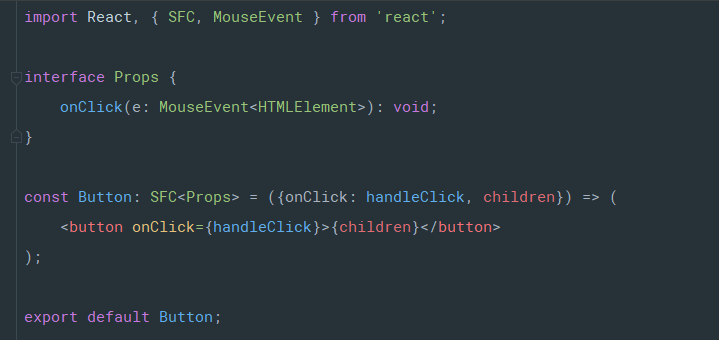 import React, { SFC, MouseEvent } from 'react';
interface Props {
onClick(e: MouseEvent<HTMLElement>): void;
}
const Button: SFC<Props> = ({onClick: handleClick, children}) => (
<button onClick={handleClick}>{children}</button>
);
export default Button;